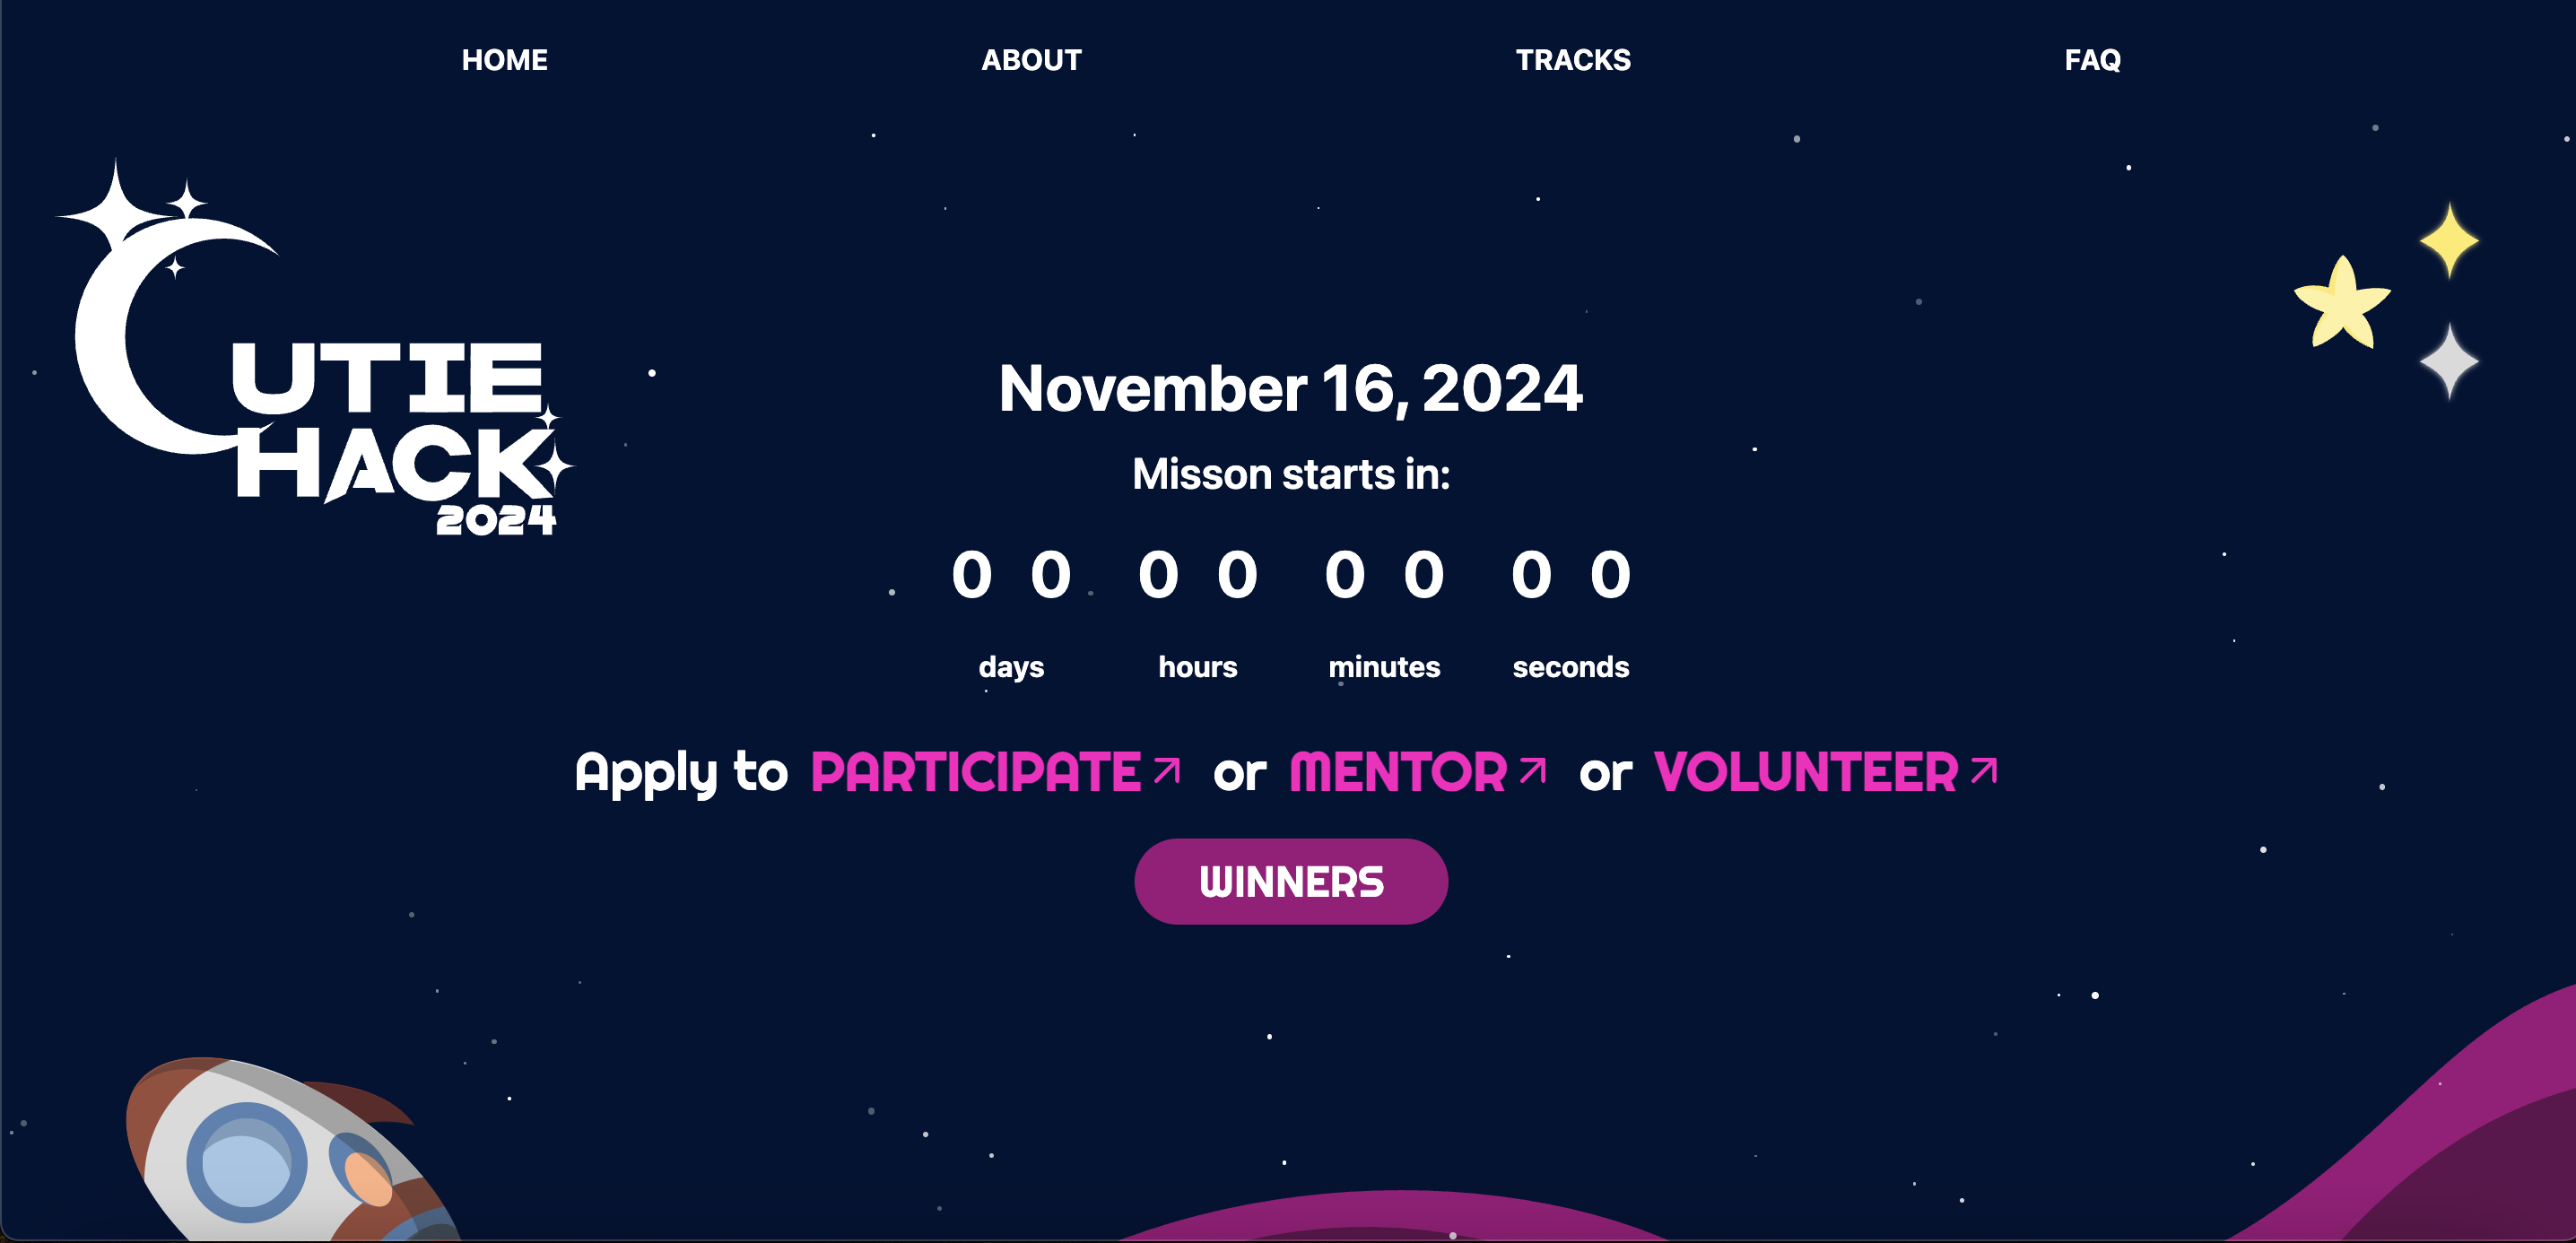 HOME ABOUT TRACKS FAQ
CUTIE
HACK
2024
November 16, 2024
Misson starts in:
0 0 0 0 0 0 0 0
days hours minutes seconds
Apply to PARTICIPATE or MENTOR or VOLUNTEER
WINNERS